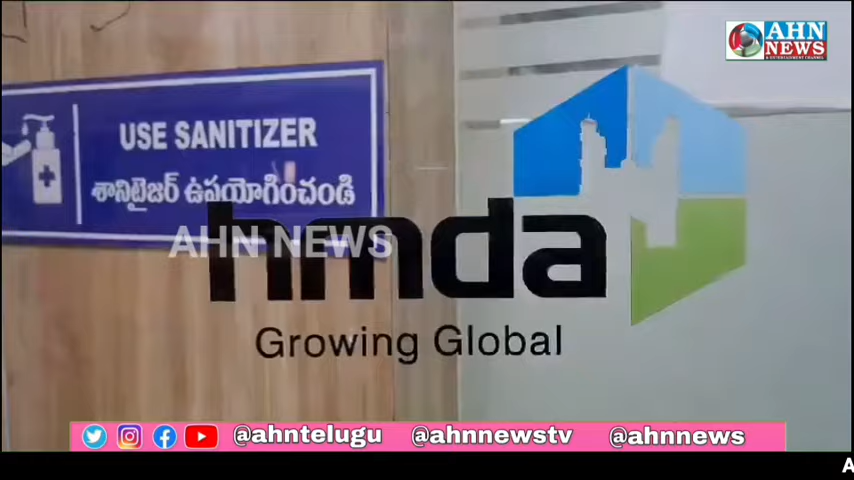 AHN
NEWS
USE SANITIZER
శానిటైజర్ ఉపయోగించండి
hmda
AHN NEWS
Growing Global
@ahntelugu @ahnnewstv @ahnnews